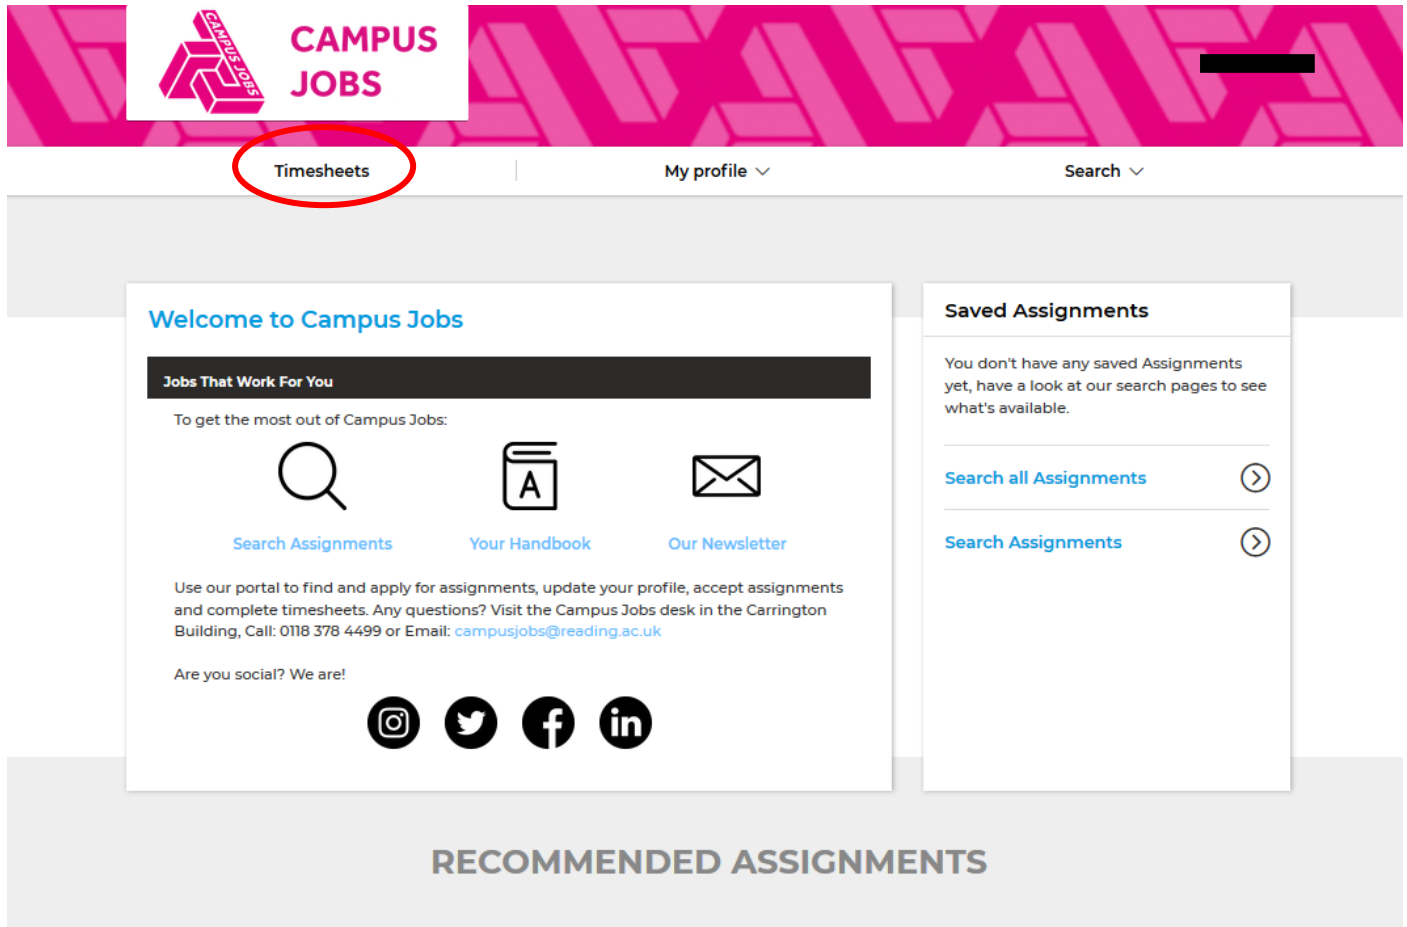 CAMPUS JOBS
CAMPUS
JOBS
Timesheets
My profile
Search
Welcome to Campus Jobs
Jobs That Work For You
To get the most out of Campus Jobs:
A
Search Assignments
Your Handbook
Our Newsletter
Use our portal to find and apply for assignments, update your profile, accept assignments
and complete timesheets. Any questions? Visit the Campus Jobs desk in the Carrington
Building, Call: 0118 378 4499 or Email: campusjobs@reading.ac.uk
Are you social? We are!
Saved Assignments
You don't have any saved Assignments
yet, have a look at our search pages to see
what's available.
Search all Assignments
Search Assignments
RECOMMENDED ASSIGNMENTS